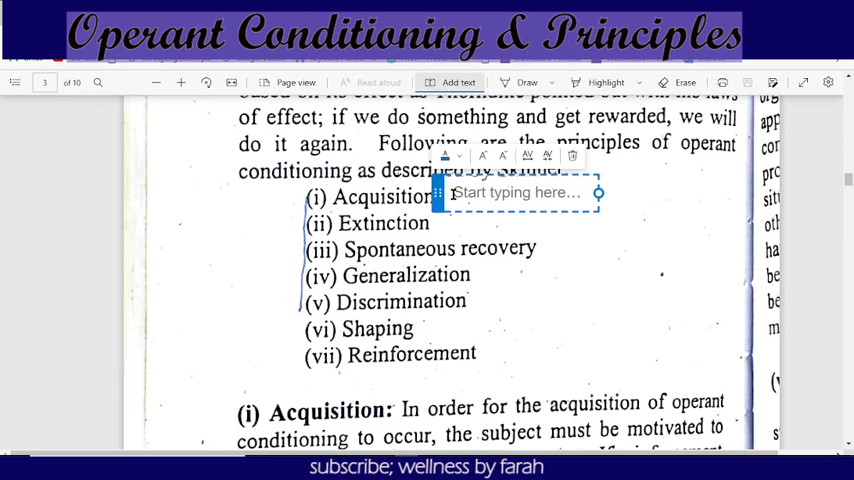 Operant Conditioning & Principles
3 of 10 Page view Read aloud Add text Draw Highlight Erase
of effect; if we do something and get rewarded, we will
do it again. Following are the principles of operant
conditioning as described by Skinner
(i) Acquisition
Start typing here...
(ii) Extinction
(iii) Spontaneous recovery
(iv) Generalization
(v) Discrimination
(vi) Shaping
(vii) Reinforcement
(i) Acquisition: In order for the acquisition of operant
conditioning to occur, the subject must be motivated to
subscribe; wellness by farah